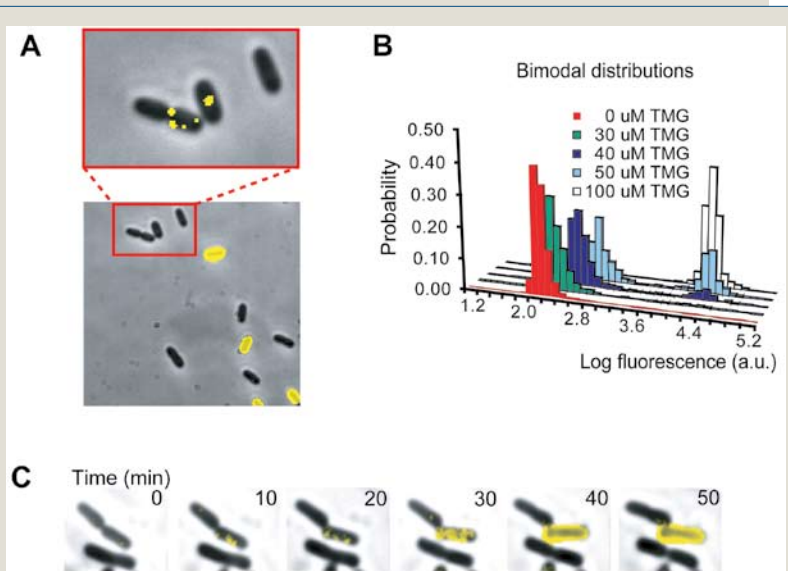 A
B
Bimodal distributions
0 uM TMG
30 uM TMG
40 uM TMG
50 uM TMG
100 uM TMG
0.50
0.40
0.30
0.20
0.10
0.00
Probability
1.2 2.0 2.8 3.6 4.4 5.2
Log fluorescence (a.u.)
C
Time (min)
0 10 20 30 40 50